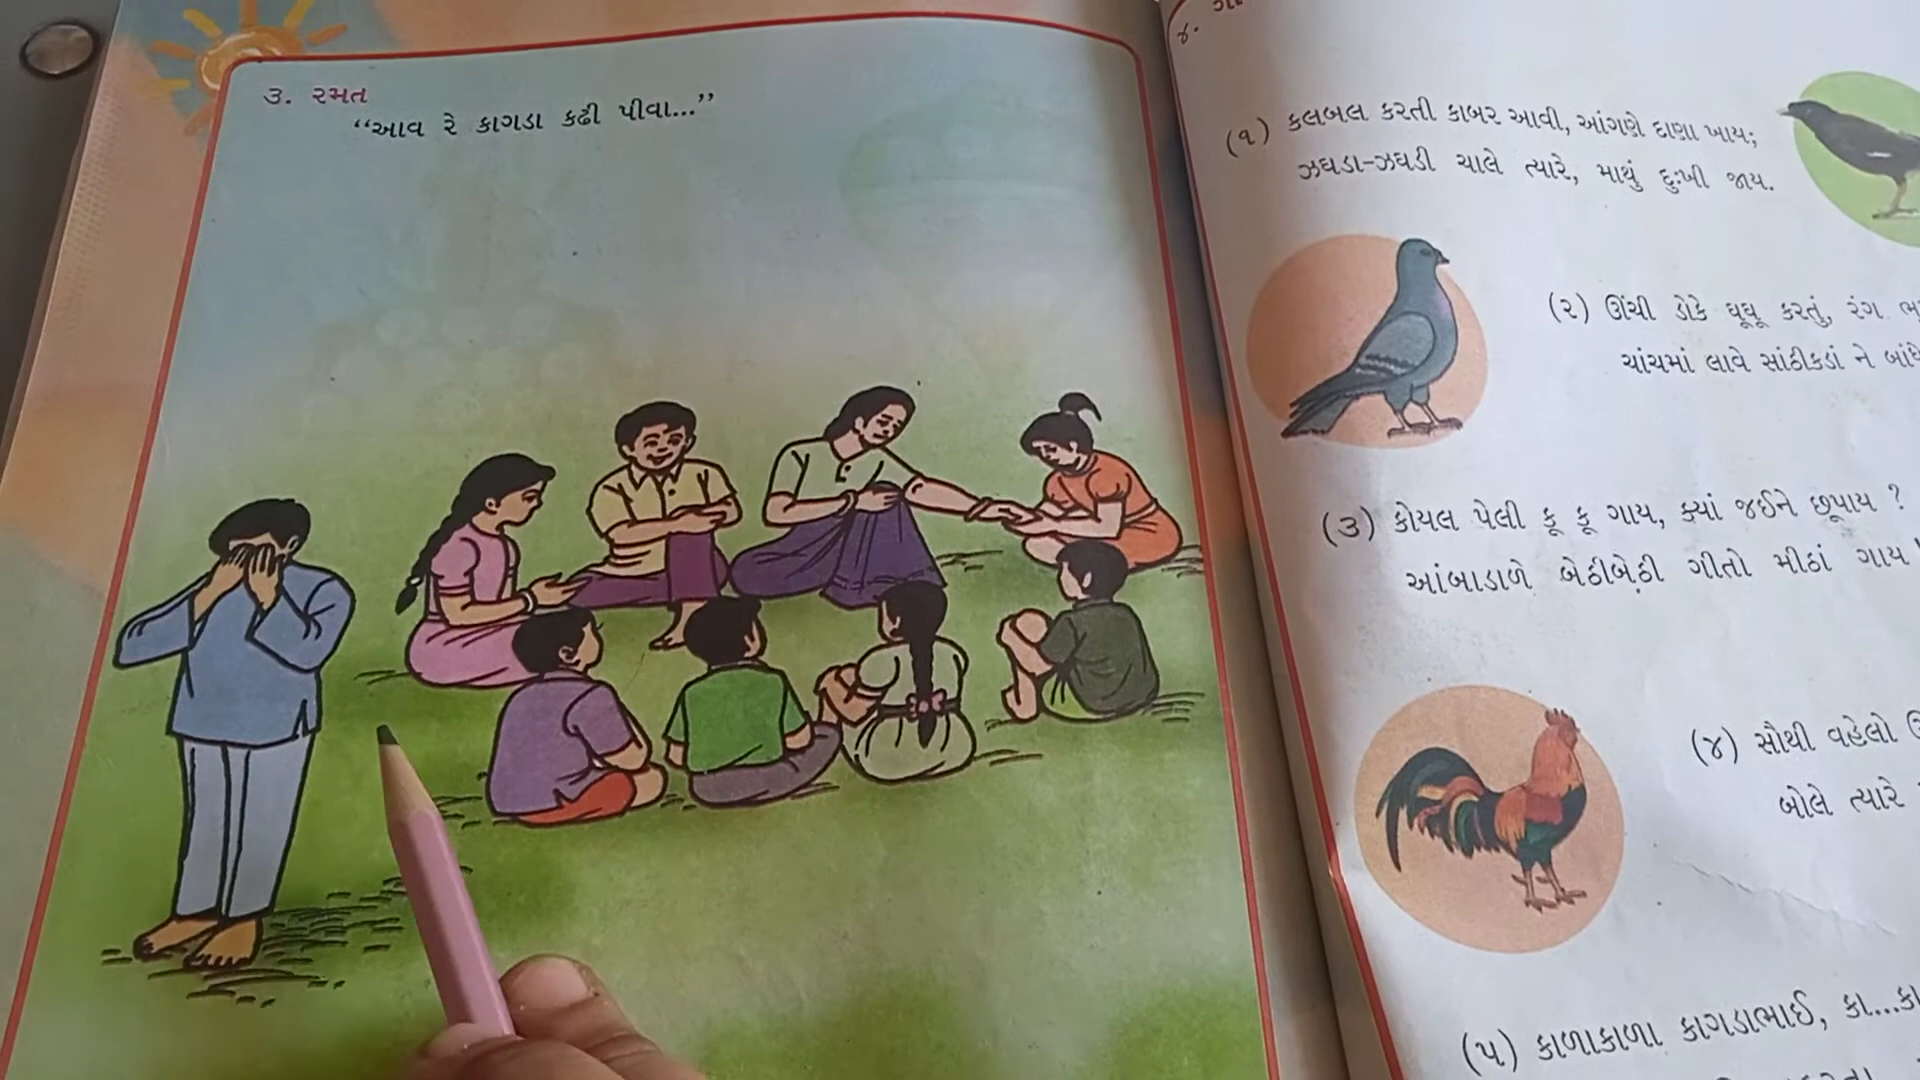 ૩. રમત
“આવ રે કાગડા કઢી પીવા...”
૪.
(૧) કલબલ કરતી કાબર આવી, આંગણે દાણા ખાય;
ઝઘડા-ઝઘડી ચાલે ત્યારે, માથું દુઃખી જાય.
(૨) ઊંચી ડોકે ઘૂઘૂ કરતું, રંગ
ચાંચમાં લાવે સાંઠીકડાં ને
(૩) કોયલ પેલી કૂ કૂ ગાય, ક્યાં જઈને છૂપાય ?
આંબાડાળે બેઠીબેઠી ગીતો મીઠાં ગાય
(૪) સૌથી વહેલો
બોલે ત્યારે
(૫) કાળાકાળા કાગડાભાઈ, કા...કા